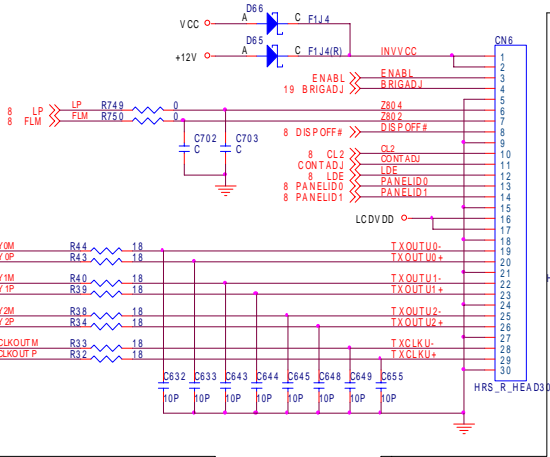 D66
VCC A C F1J4
D65 CN6
+12V A C F1J4(R) INVVCC 1
2
ENABL ENABL 3
19 BRIGADJ BRIGADJ 4
5
8 LP LP R749 0 Z804 6
8 FLM FLM R750 0 Z802 7
8 DISPOFF# DISPOFF# 8
C702 C703 9
C C
8 CL2 CL2 10
CONTADJ CONTADJ 11
8 LDE LDE 12
8 PANELID0 PANELID0 13
8 PANELID1 PANELID1 14
15
LCDVDD 16
17
18
Y0M R44 18 TXOUTU0- 19
Y0P R43 18 TXOUTU0+ 20
21
Y1M R40 18 TXOUTU1- 22
Y1P R39 18 TXOUTU1+ 23
24
Y2M R38 18 TXOUTU2- 25
Y2P R34 18 TXOUTU2+ 26
27
CLKOUTM R33 18 TXCLKU- 28
CLKOUTP R32 18 TXCLKU+ 29
30
C632 C633 C643 C644 C645 C648 C649 C655
10P 10P 10P 10P 10P 10P 10P 10P
HRS_R_HEAD30